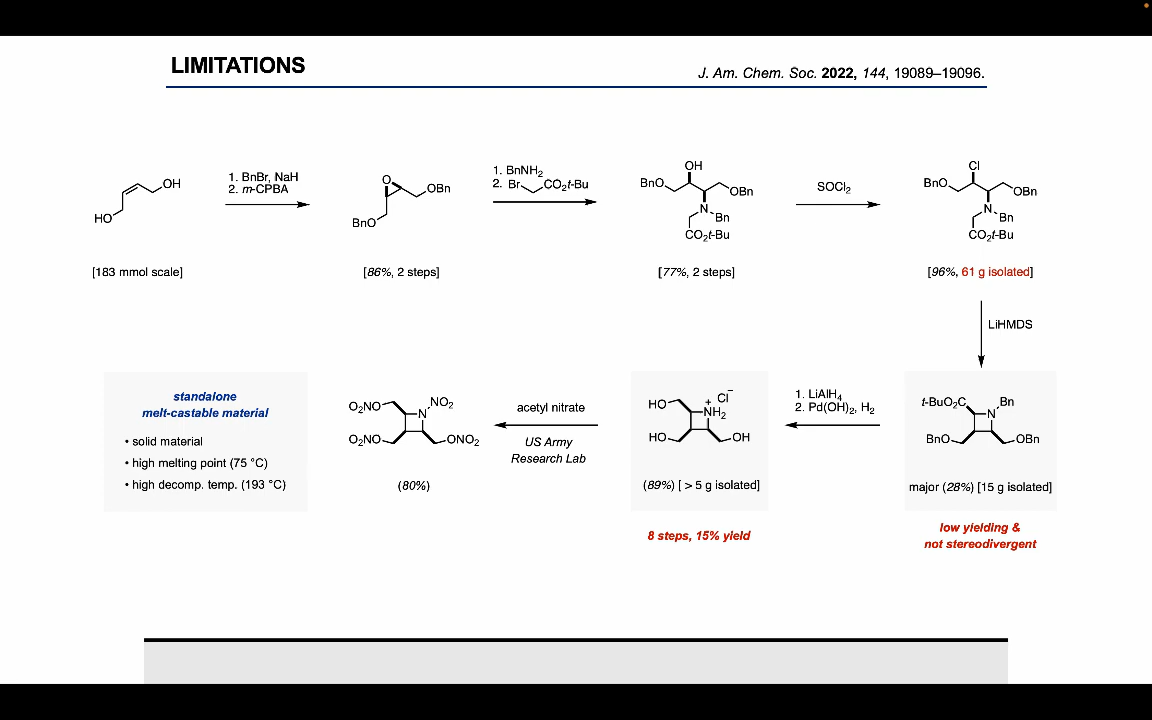 LIMITATIONS
J. Am. Chem. Soc. 2022, 144, 19089–19096.
OH
HO
1. BnBr, NaH
2. m-CPBA
O
OBn
BnO
1. BnNH2
2. Br CO2t-Bu
OH
BnO
OBn
N
Bn
CO2t-Bu
SOCl2
Cl
BnO
OBn
N
Bn
CO2t-Bu
[183 mmol scale]
[86%, 2 steps]
[77%, 2 steps]
[96%, 61 g isolated]
LiHMDS
standalone
melt-castable material
• solid material
• high melting point (75 °C)
• high decomp. temp. (193 °C)
O2NO
NO2
N
O2NO
ONO2
(80%)
acetyl nitrate
US Army
Research Lab
HO
+
Cl−
NH2
HO
OH
(89%) [ > 5 g isolated]
8 steps, 15% yield
1. LiAlH4
2. Pd(OH)2, H2
t-BuO2C
Bn
N
BnO
OBn
major (28%) [15 g isolated]
low yielding &
not stereodivergent